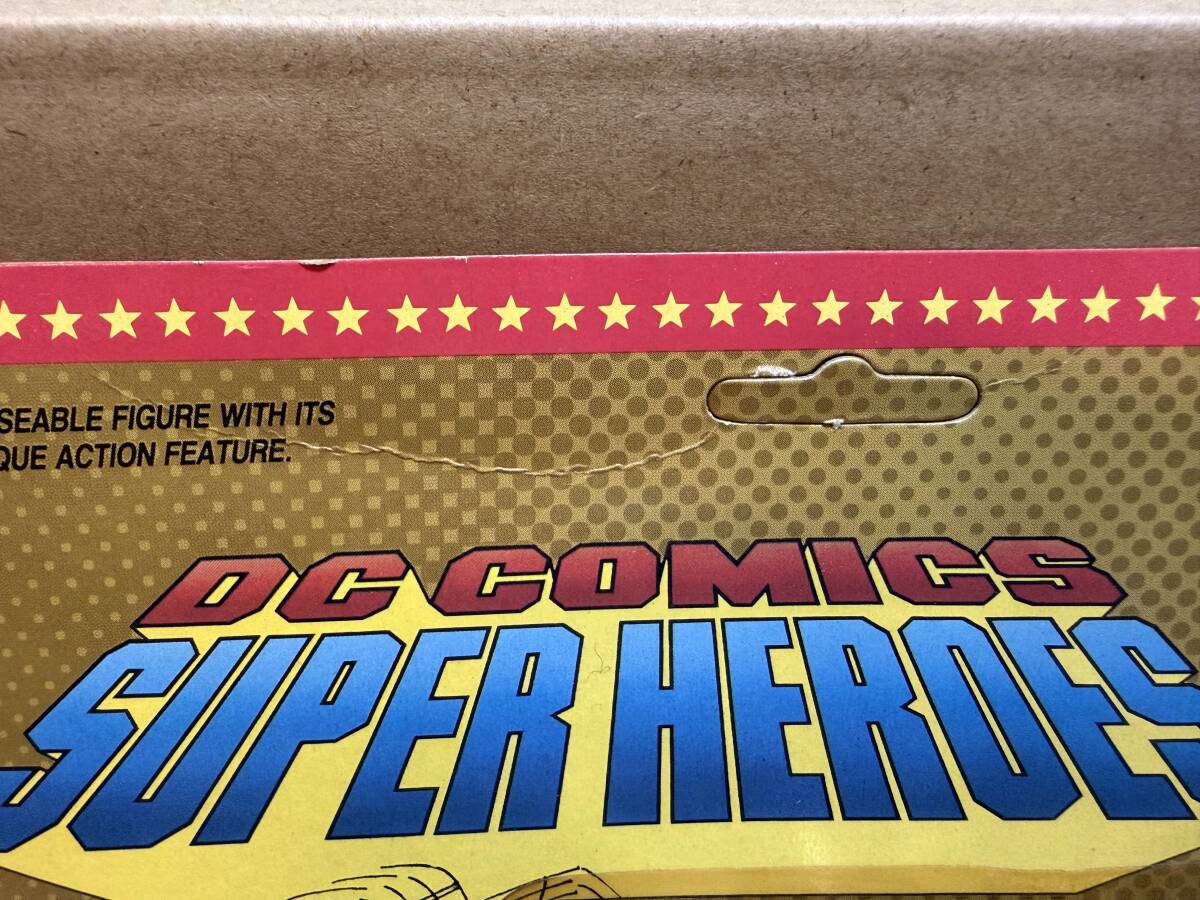 SEABLE FIGURE WITH ITS
QUE ACTION FEATURE.
DC COMICS
SUPER HEROES